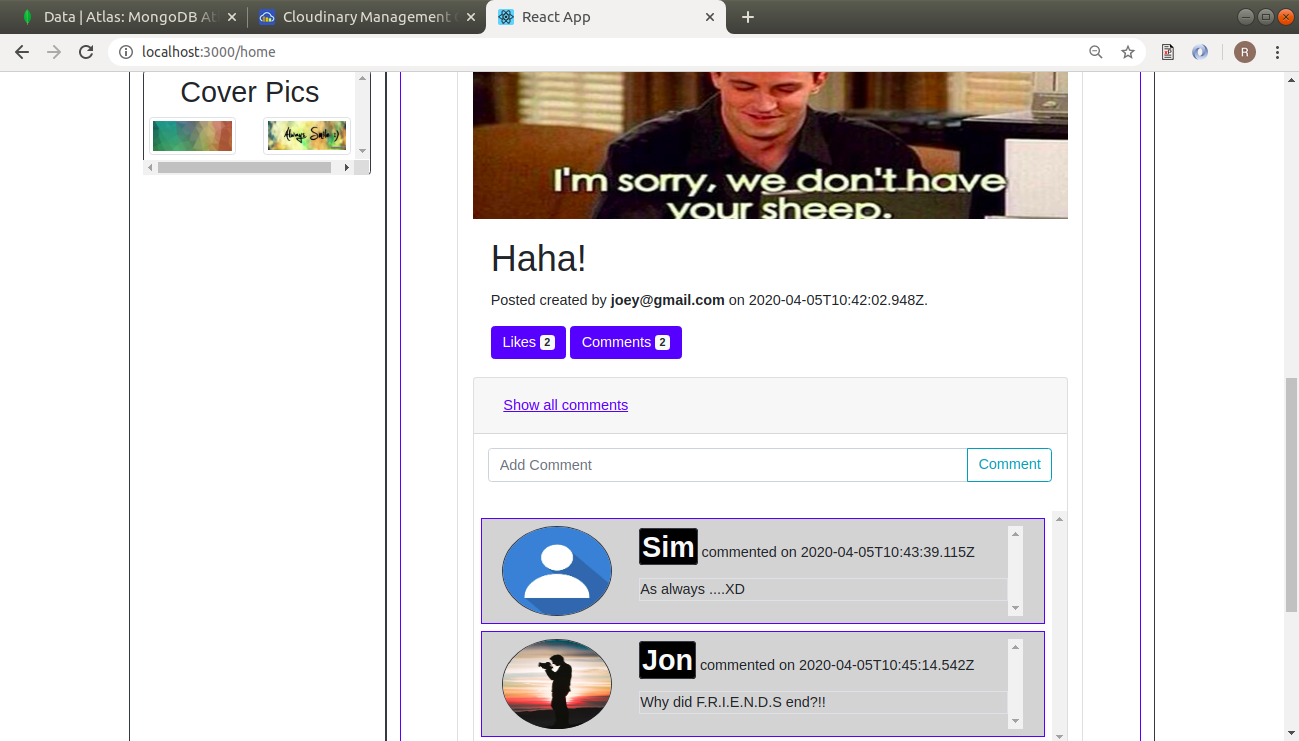 Data | Atlas: MongoDB At
Cloudinary Management
React App
localhost:3000/home
R
Cover Pics
Always Smile :)
I'm sorry, we don't have
your sheep.
Haha!
Posted created by joey@gmail.com on 2020-04-05T10:42:02.948Z.
Likes 2 Comments 2
Show all comments
Add Comment
Comment
Sim commented on 2020-04-05T10:43:39.115Z
As always ....XD
Jon commented on 2020-04-05T10:45:14.542Z
Why did F.R.I.E.N.D.S end?!!